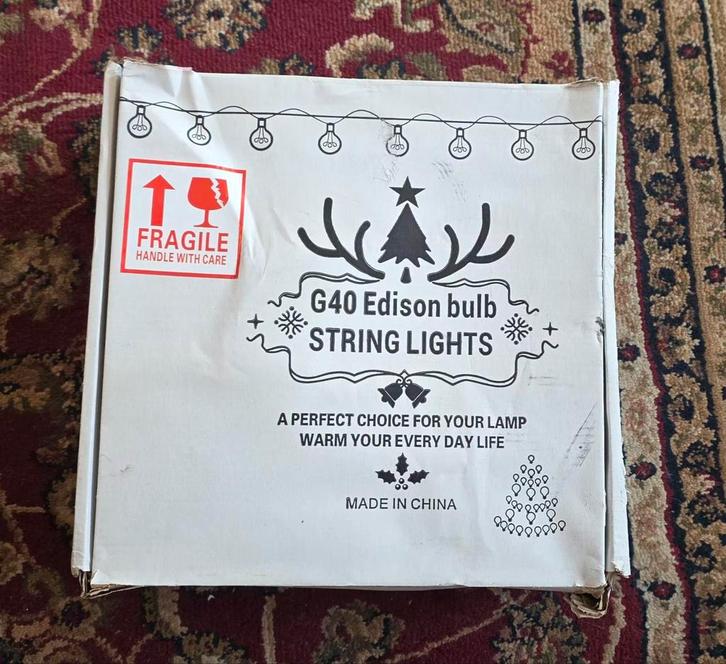 FRAGILE
HANDLE WITH CARE
G40 Edison bulb
STRING LIGHTS
A PERFECT CHOICE FOR YOUR LAMP
WARM YOUR EVERY DAY LIFE
MADE IN CHINA